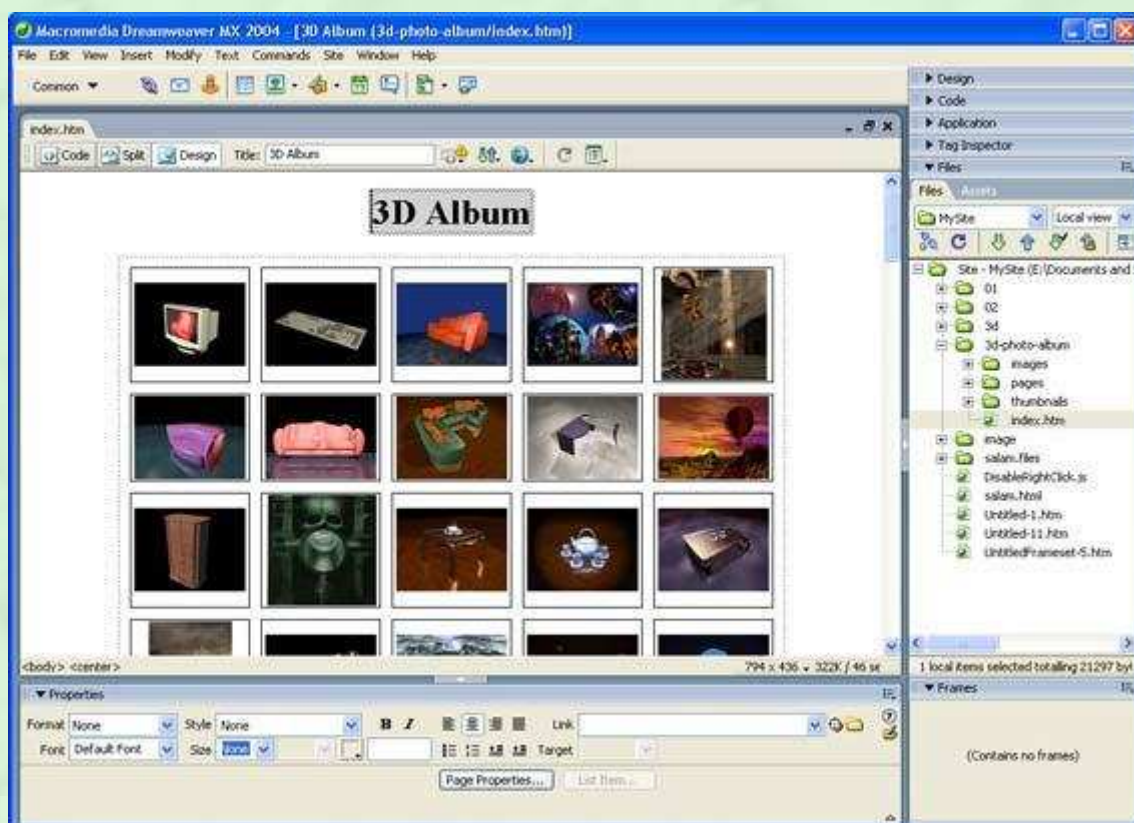 Macromedia Dreamweaver MX 2004 - [3D Album (3d-photo-album/index.htm)]
File Edit View Insert Modify Text Commands Site Window Help
Common
index.htm
Code Split Design Title: 3D Album
3D Album
<body> <center>
794 x 436 322K / 46 se
Properties
Format None Style None B I Link
Font Default Font Size None Target
Page Properties... List Item...
Design
Code
Application
Tag Inspector
Files
Files Assets
MySite Local view
Site - MySite (E:\Documents and
01
02
3d
3d-photo-album
images
pages
thumbnails
index.htm
image
salam.files
DisableRightClick.js
salam.html
Untitled-1.htm
Untitled-11.htm
UntitledFrameset-5.htm
1 local items selected totalling 21297 byt
Frames
(Contains no frames)